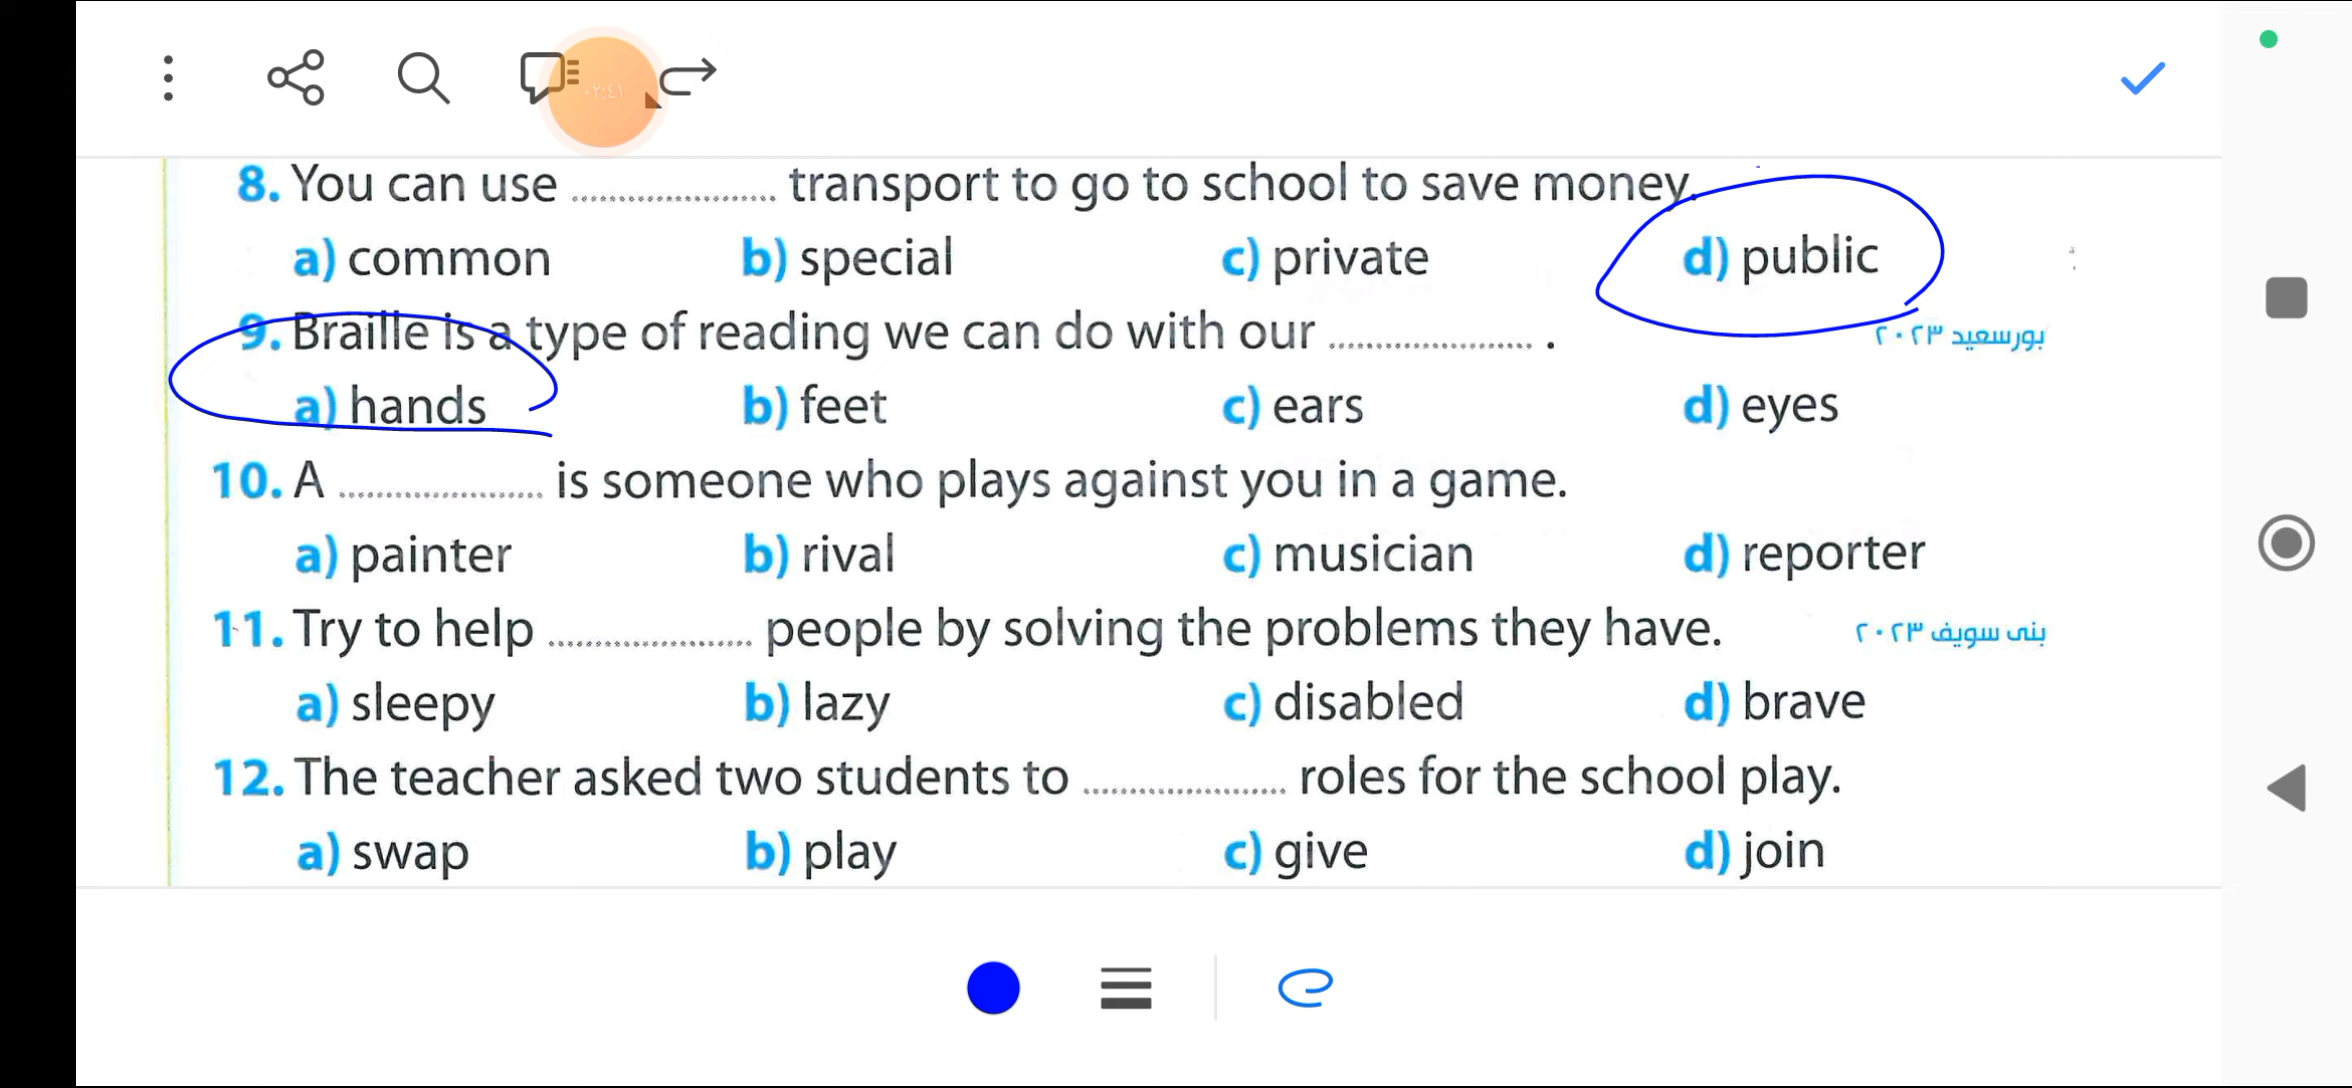 ٠٢:٤١
8. You can use .................... transport to go to school to save money.
a) common b) special c) private d) public
9. Braille is a type of reading we can do with our .................... . بورسعيد ٢٠٢٣
a) hands b) feet c) ears d) eyes
10. A .................... is someone who plays against you in a game.
a) painter b) rival c) musician d) reporter
11. Try to help .................... people by solving the problems they have. بنى سويف ٢٠٢٣
a) sleepy b) lazy c) disabled d) brave
12. The teacher asked two students to .................... roles for the school play.
a) swap b) play c) give d) join